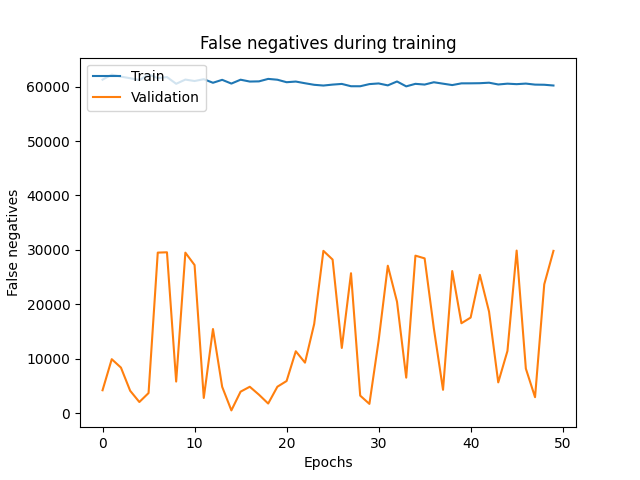 False negatives during training
Train
Validation
False negatives
60000
50000
40000
30000
20000
10000
0
0 10 20 30 40 50
Epochs